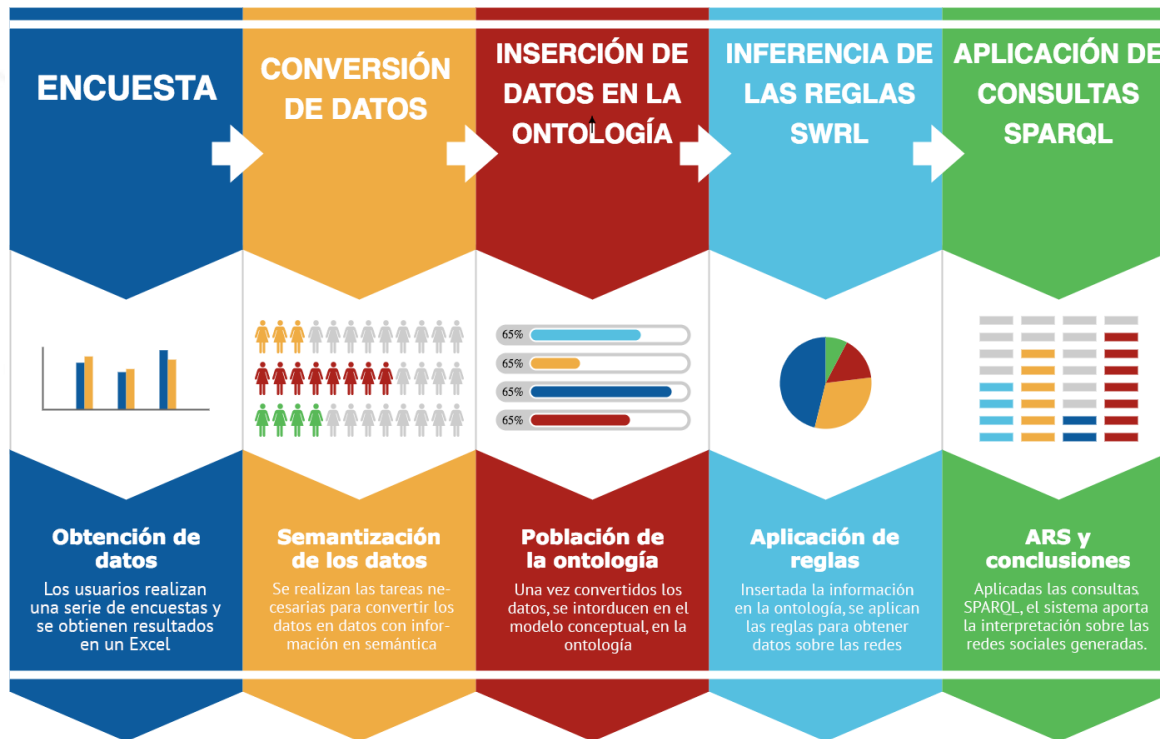 ENCUESTA
CONVERSIÓN
DE DATOS
INSERCIÓN DE
DATOS EN LA
ONTOLOGÍA
INFERENCIA DE
LAS REGLAS
SWRL
APLICACIÓN DE
CONSULTAS
SPARQL
65%
65%
65%
65%
Obtención de
datos
Los usuarios realizan
una serie de encuestas y
se obtienen resultados
en un Excel
Semantización
de los datos
Se realizan las tareas ne-
cesarias para convertir los
datos en datos con infor-
mación en semántica
Población de
la ontología
Una vez convertidos los
datos, se intorducen en el
modelo conceptual, en la
ontología
Aplicación de
reglas
Insertada la información
en la ontología, se aplican
las reglas para obtener
datos sobre las redes
ARS y
conclusiones
Aplicadas las consultas
SPARQL, el sistema aporta
la interpretación sobre las
redes sociales generadas.